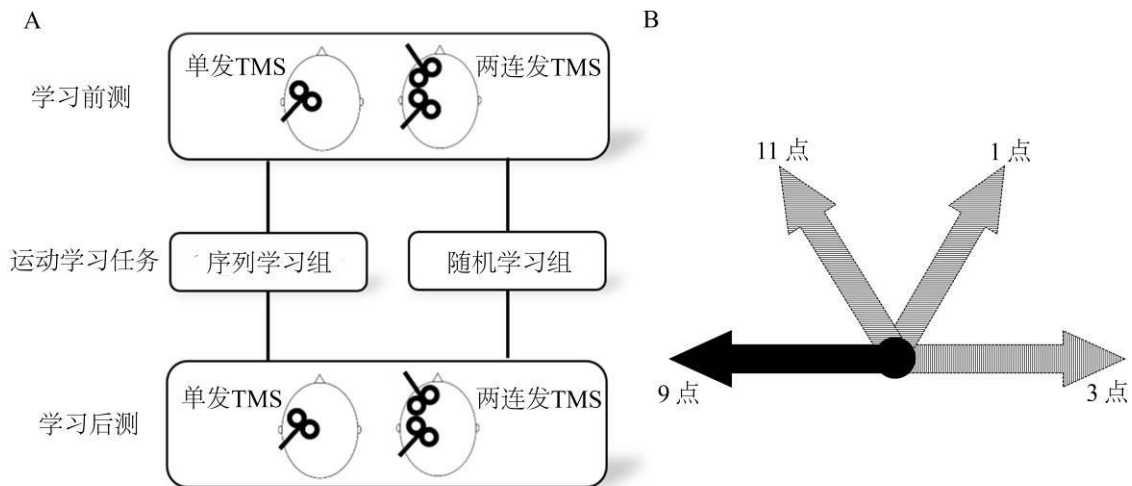 A
B
单发TMS
两连发TMS
学习前测
11 点
1 点
运动学习任务
序列学习组
随机学习组
9 点
3 点
单发TMS
两连发TMS
学习后测